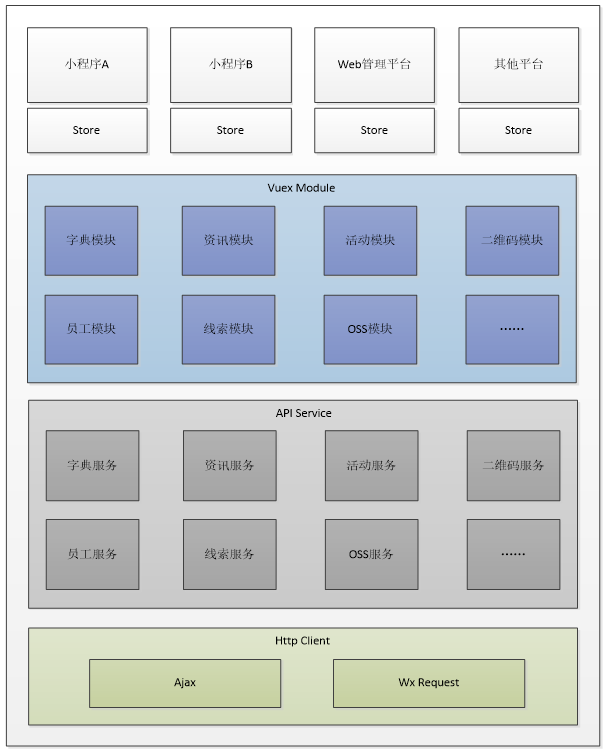 小程序A
小程序B
Web管理平台
其他平台
Store
Store
Store
Store
Vuex Module
字典模块
资讯模块
活动模块
二维码模块
员工模块
线索模块
OSS模块
……
API Service
字典服务
资讯服务
活动服务
二维码服务
员工服务
线索服务
OSS服务
……
Http Client
Ajax
Wx Request